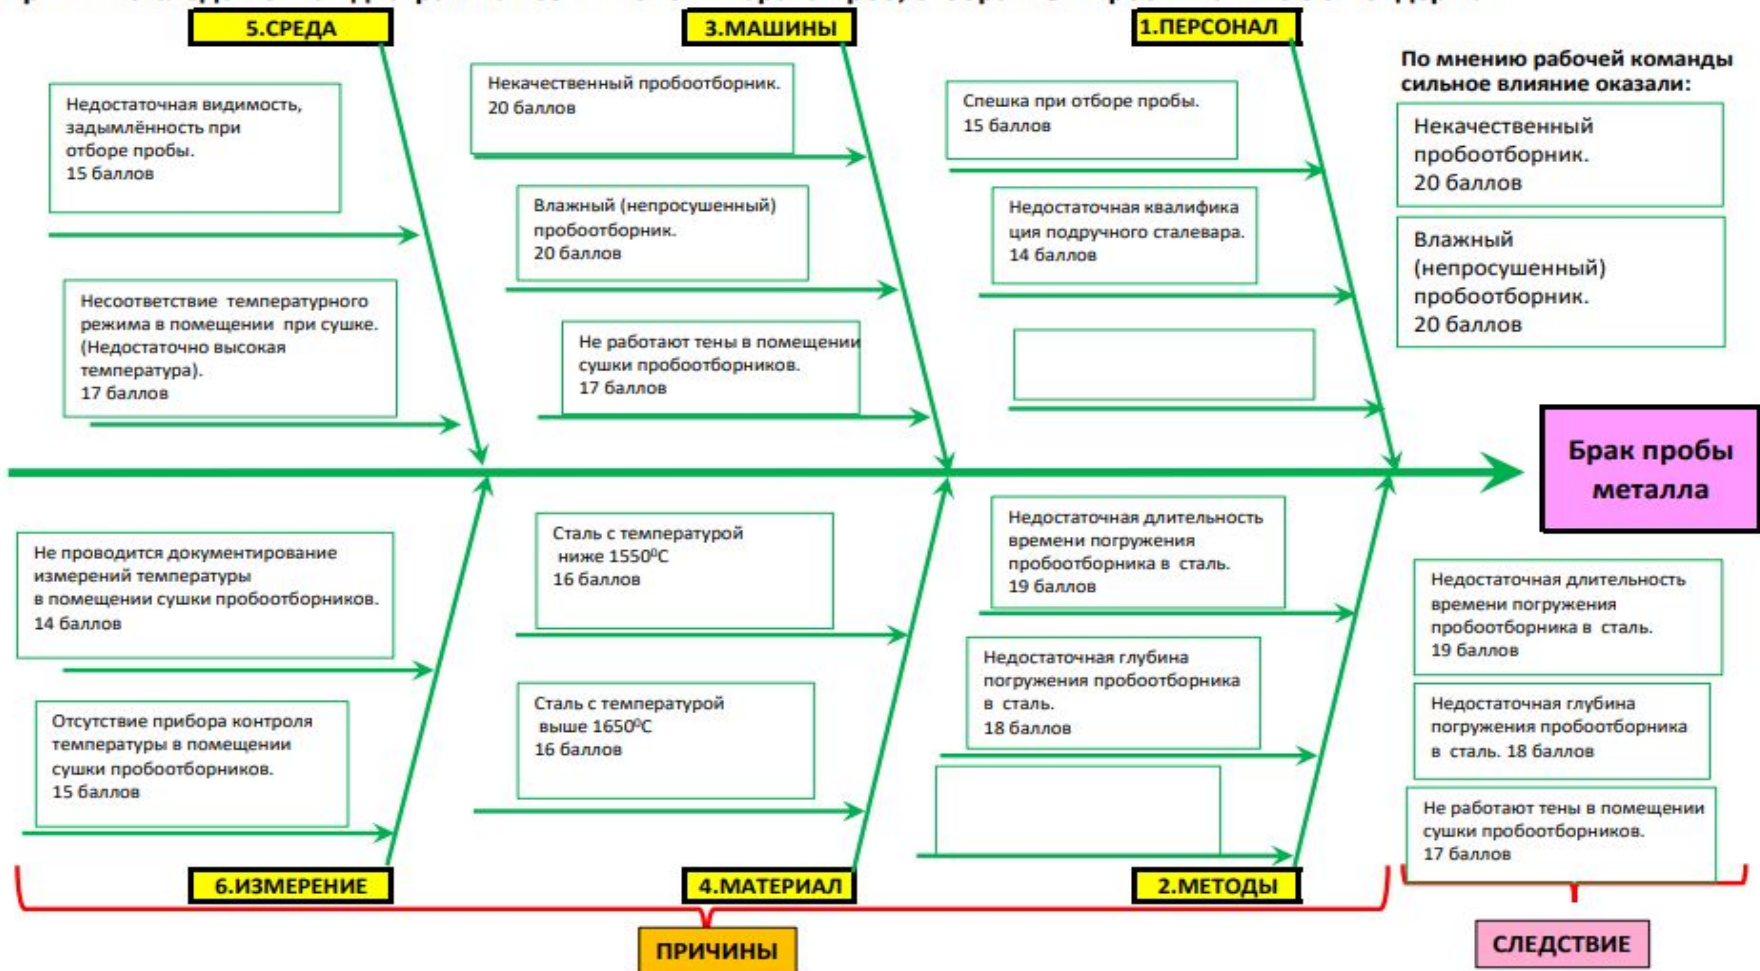 5.СРЕДА
3.МАШИНЫ
1.ПЕРСОНАЛ
Недостаточная видимость,
задымлённость при
отборе пробы.
15 баллов
Несоответствие температурного
режима в помещении при сушке.
(Недостаточно высокая
температура).
17 баллов
Некачественный пробоотборник.
20 баллов
Влажный (непросушенный)
пробоотборник.
20 баллов
Не работают тены в помещении
сушки пробоотборников.
17 баллов
Спешка при отборе пробы.
15 баллов
Недостаточная квалифика
ция подручного сталевара.
14 баллов
По мнению рабочей команды
сильное влияние оказали:
Некачественный
пробоотборник.
20 баллов
Влажный
(непросушенный)
пробоотборник.
20 баллов
Брак пробы
металла
Не проводится документирование
измерений температуры
в помещении сушки пробоотборников.
14 баллов
Отсутствие прибора контроля
температуры в помещении
сушки пробоотборников.
15 баллов
Сталь с температурой
ниже 1550⁰С
16 баллов
Сталь с температурой
выше 1650⁰С
16 баллов
Недостаточная длительность
времени погружения
пробоотборника в сталь.
19 баллов
Недостаточная глубина
погружения пробоотборника
в сталь.
18 баллов
Недостаточная длительность
времени погружения
пробоотборника в сталь.
19 баллов
Недостаточная глубина
погружения пробоотборника
в сталь. 18 баллов
Не работают тены в помещении
сушки пробоотборников.
17 баллов
6.ИЗМЕРЕНИЕ
4.МАТЕРИАЛ
2.МЕТОДЫ
ПРИЧИНЫ
СЛЕДСТВИЕ